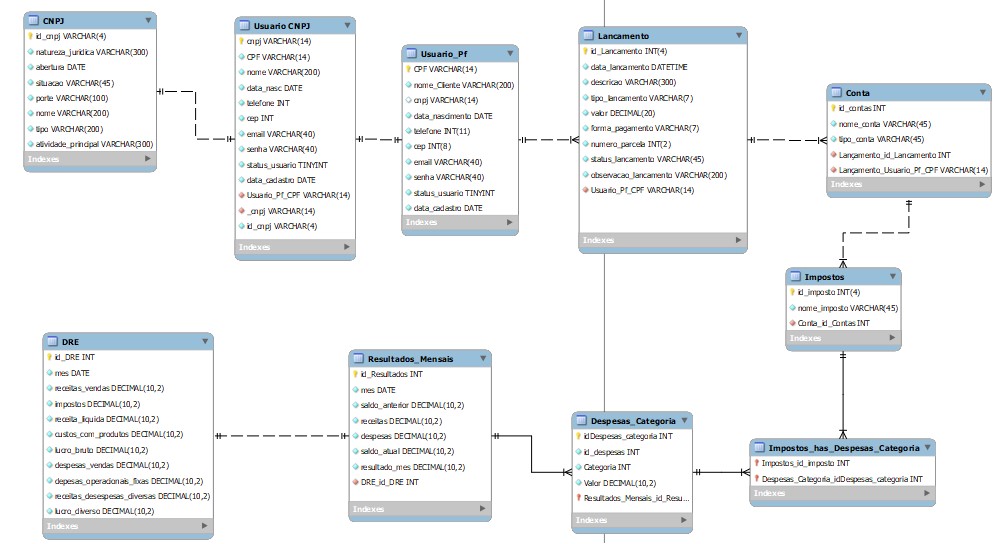 CNPJ
id_cnpj VARCHAR(4)
natureza_juridica VARCHAR(300)
abertura DATE
situacao VARCHAR(45)
porte VARCHAR(100)
nome VARCHAR(200)
tipo VARCHAR(200)
atividade_principal VARCHAR(300)
Indexes
Usuario CNPJ
cnpj VARCHAR(14)
CPF VARCHAR(14)
nome VARCHAR(200)
data_nasc DATE
telefone INT
cep INT
email VARCHAR(40)
senha VARCHAR(40)
status_usuario TINYINT
data_cadastro DATE
Usuario_Pf_CPF VARCHAR(14)
_cnpj VARCHAR(14)
id_cnpj VARCHAR(4)
Indexes
Usuario_Pf
CPF VARCHAR(14)
nome_Cliente VARCHAR(200)
cnpj VARCHAR(14)
data_nascimento DATE
telefone INT(11)
cep INT(8)
email VARCHAR(40)
senha VARCHAR(40)
status_usuario TINYINT
data_cadastro DATE
Indexes
Lancamento
id_Lancamento INT(4)
data_lancamento DATETIME
descricao VARCHAR(300)
tipo_lancamento VARCHAR(7)
valor DECIMAL(20)
forma_pagamento VARCHAR(7)
numero_parcela INT(2)
status_lancamento VARCHAR(45)
observacao_lancamento VARCHAR(200)
Usuario_Pf_CPF VARCHAR(14)
Indexes
Conta
id_contas INT
nome_conta VARCHAR(45)
tipo_conta VARCHAR(45)
Lançamento_id_Lancamento INT
Lançamento_Usuario_Pf_CPF VARCHAR(14)
Indexes
Impostos
id_imposto INT(4)
nome_imposto VARCHAR(45)
Conta_id_Contas INT
Indexes
DRE
id_DRE INT
mes DATE
receitas_vendas DECIMAL(10,2)
impostos DECIMAL(10,2)
receita_liquida DECIMAL(10,2)
custos_com_produtos DECIMAL(10,2)
lucro_bruto DECIMAL(10,2)
despesas_vendas DECIMAL(10,2)
depesas_operacionais_fixas DECIMAL(10,2)
receitas_desespesas_diversas DECIMAL(10,2)
lucro_diverso DECIMAL(10,2)
Indexes
Resultados_Mensais
id_Resultados INT
mes DATE
saldo_anterior DECIMAL(10,2)
receitas DECIMAL(10,2)
despesas DECIMAL(10,2)
saldo_atual DECIMAL(10,2)
resultado_mes DECIMAL(10,2)
DRE_id_DRE INT
Indexes
Despesas_Categoria
idDespesas_categoria INT
id_despesas INT
Categoria INT
Valor DECIMAL(10,2)
Resultados_Mensais_id_Resu...
Indexes
Impostos_has_Despesas_Categoria
Impostos_id_imposto INT
Despesas_Categoria_idDespesas_categoria INT
Indexes